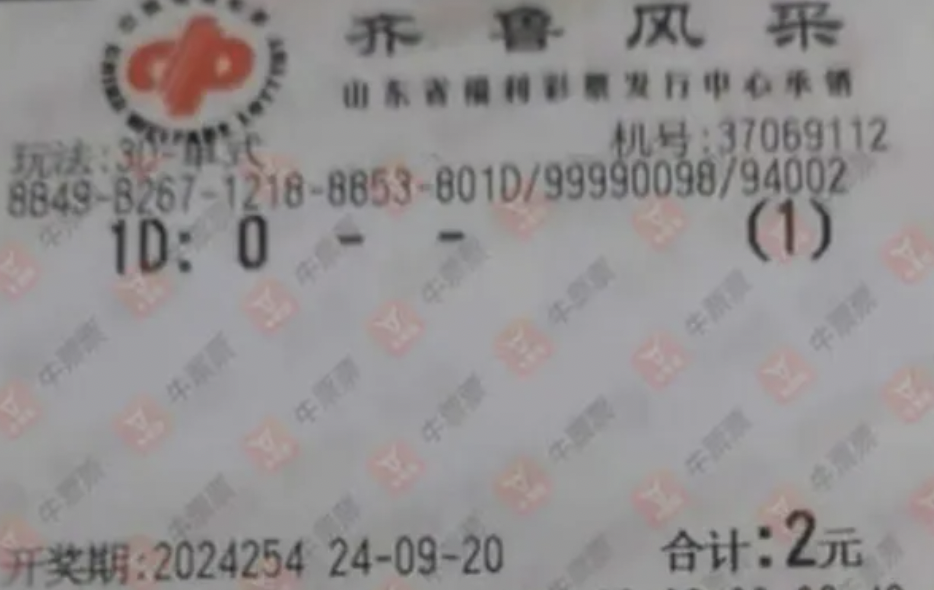 齐鲁风采
山东省福利彩票发行中心承销
CHINA WELFARE LOTTERY
机号:37069112
玩法:3D-单式
8849-B267-1218-8853-801D/99990098/94002
1D: 0 - - (1)
开奖期:2024254 24-09-20 合计:2元